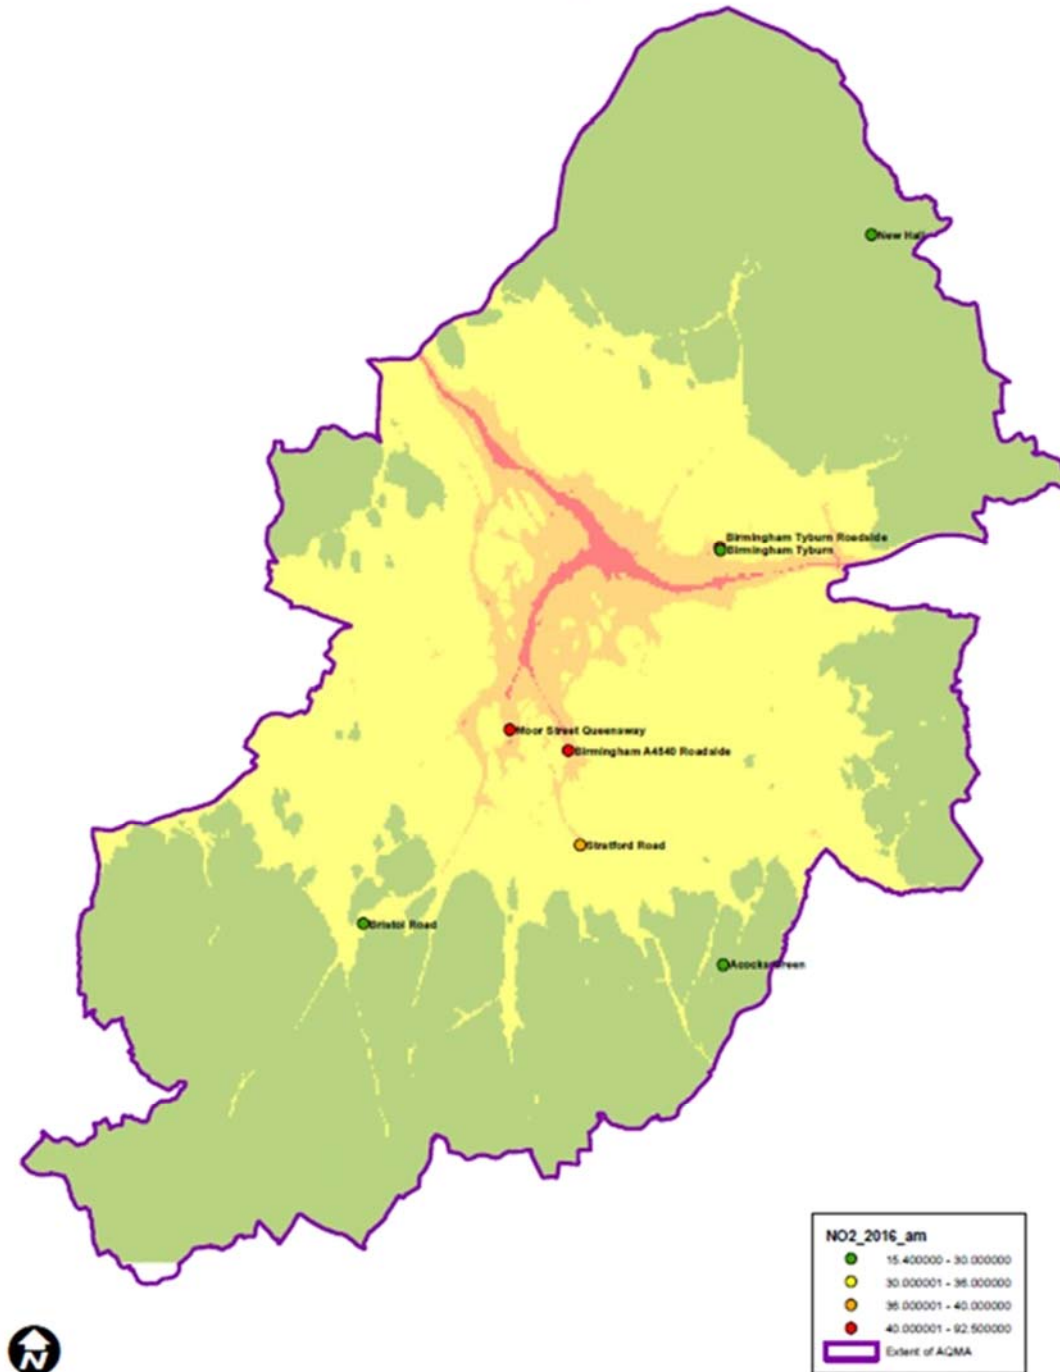 New Hall
Birmingham Tyburn Roadside
Birmingham Tyburn
Moor Street Queensway
Birmingham A4540 Roadside
Stratford Road
Bristol Road
Acocks Green
NO2_2016_am
15.400000 - 30.000000
30.000001 - 36.000000
36.000001 - 40.000000
40.000001 - 92.500000
Extent of AQMA
N